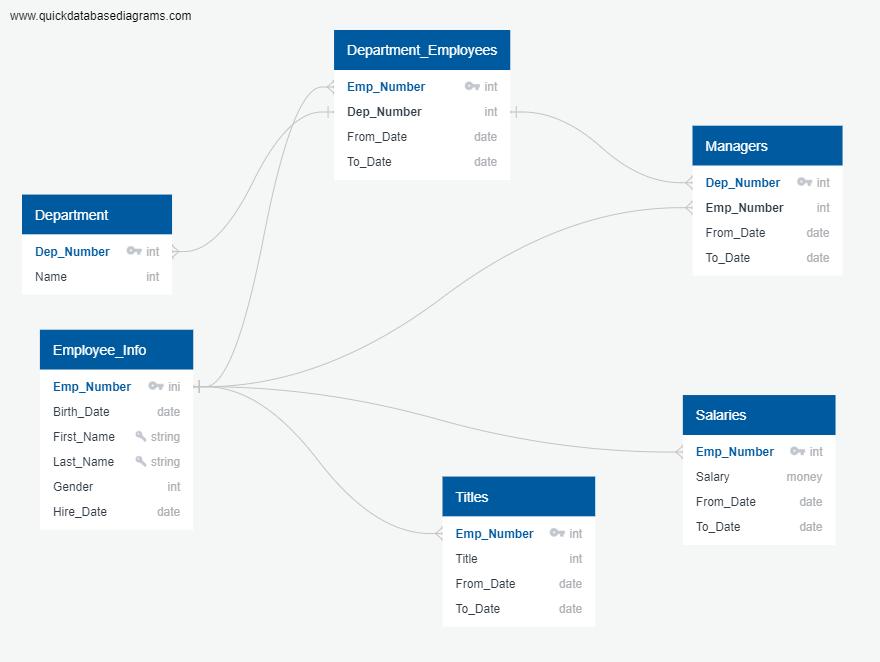 www.quickdatabasediagrams.com
Department_Employees
Emp_Number int
Dep_Number int
From_Date date
To_Date date
Managers
Dep_Number int
Emp_Number int
From_Date date
To_Date date
Department
Dep_Number int
Name int
Employee_Info
Emp_Number ini
Birth_Date date
First_Name string
Last_Name string
Gender int
Hire_Date date
Salaries
Emp_Number int
Salary money
From_Date date
To_Date date
Titles
Emp_Number int
Title int
From_Date date
To_Date date